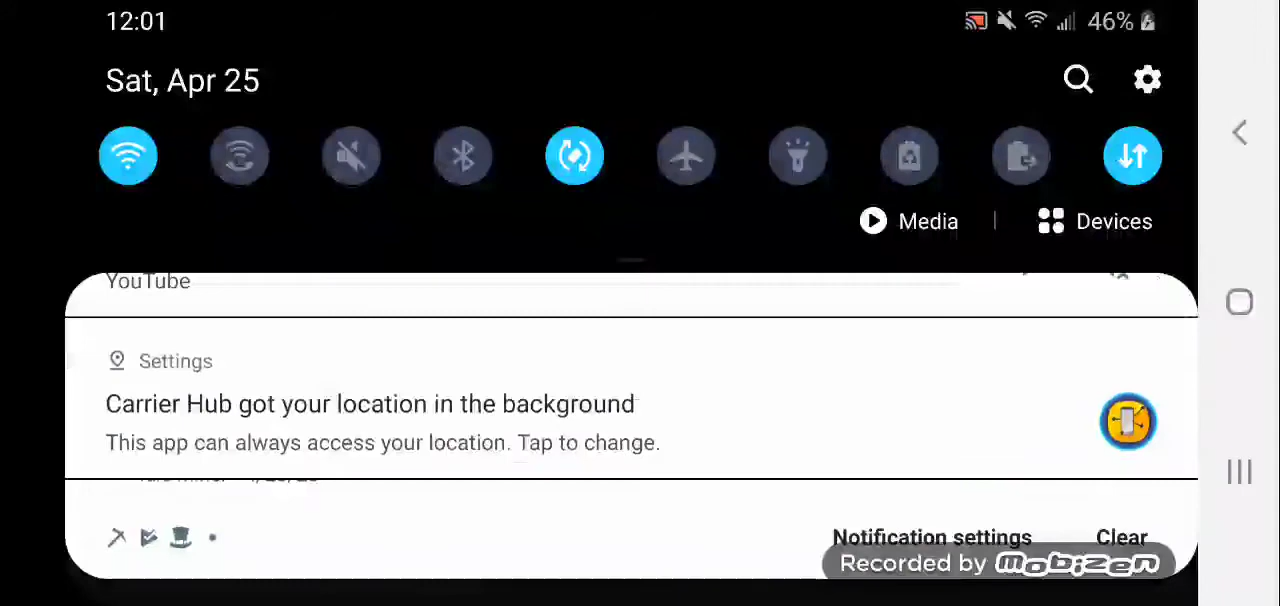 12:01
46%
Sat, Apr 25
Media
Devices
YouTube
Settings
Carrier Hub got your location in the background
This app can always access your location. Tap to change.
Notification settings
Clear
Recorded by mobizen